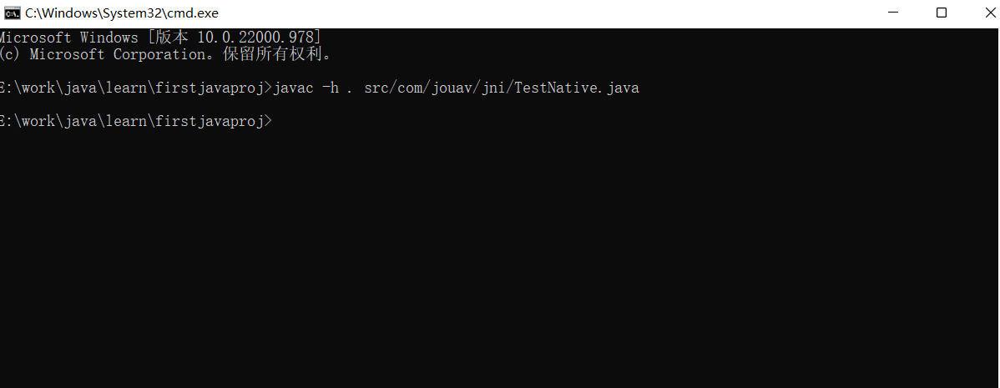 C:\Windows\System32\cmd.exe
Microsoft Windows [版本 10.0.22000.978]
(c) Microsoft Corporation。保留所有权利。
E:\work\java\learn\firstjavaproj>javac -h . src/com/jouav/jni/TestNative.java
E:\work\java\learn\firstjavaproj>